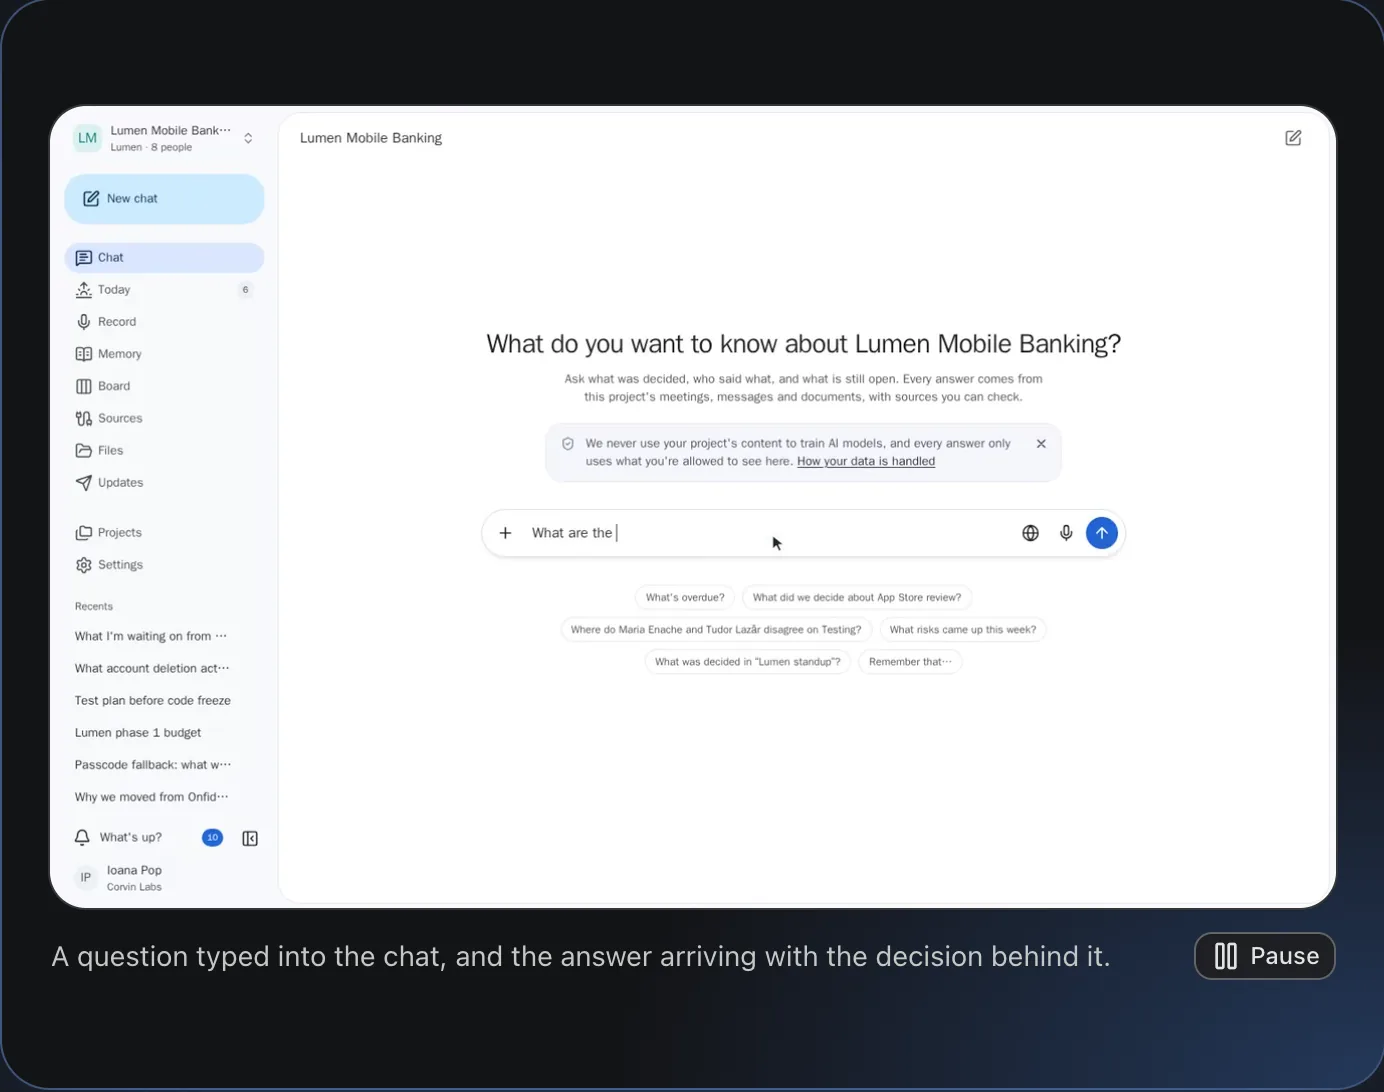 LM
Lumen Mobile Bank···
Lumen · 8 people
New chat
Chat
Today
6
Record
Memory
Board
Sources
Files
Updates
Projects
Settings
Recents
What I'm waiting on from ···
What account deletion act···
Test plan before code freeze
Lumen phase 1 budget
Passcode fallback: what w···
Why we moved from Onfid···
What's up?
10
IP
Ioana Pop
Corvin Labs
Lumen Mobile Banking
What do you want to know about Lumen Mobile Banking?
Ask what was decided, who said what, and what is still open. Every answer comes from
this project's meetings, messages and documents, with sources you can check.
We never use your project's content to train AI models, and every answer only
uses what you're allowed to see here. How your data is handled
What are the
What's overdue?
What did we decide about App Store review?
Where do Maria Enache and Tudor Lazăr disagree on Testing?
What risks came up this week?
What was decided in "Lumen standup"?
Remember that···
A question typed into the chat, and the answer arriving with the decision behind it.
Pause